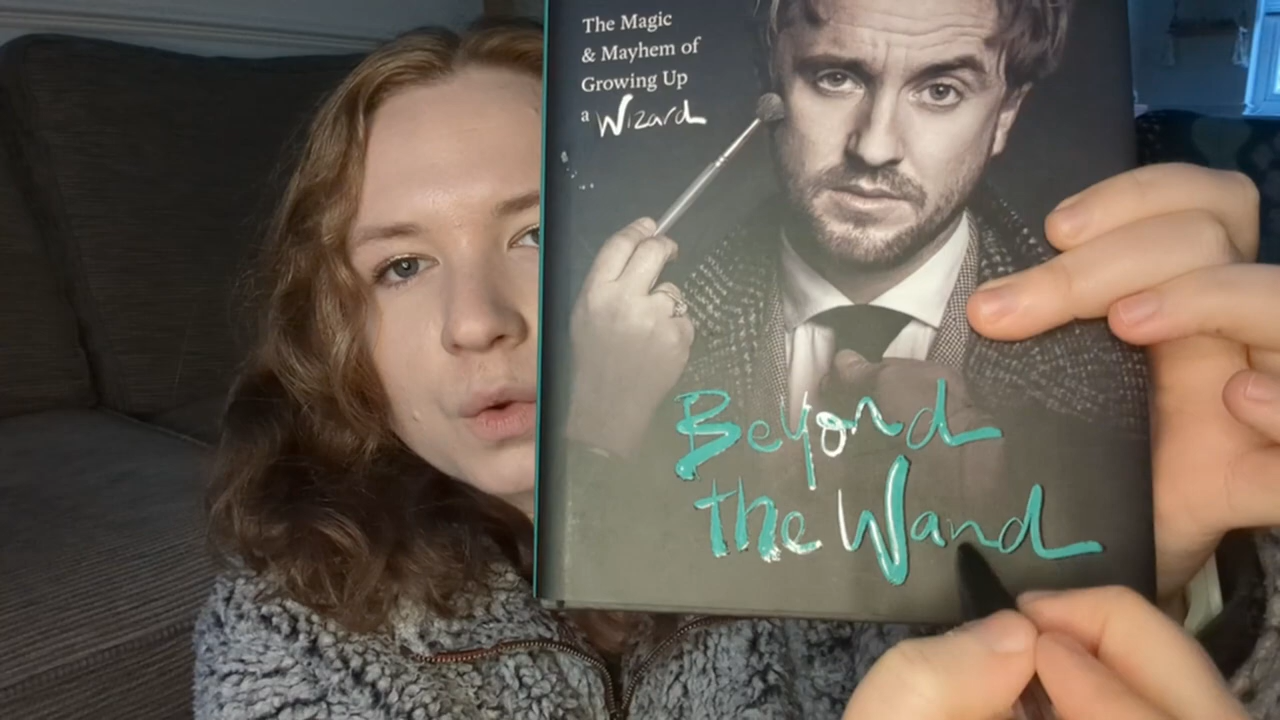 The Magic
& Mayhem of
Growing Up
a Wizard
Beyond
the Wand